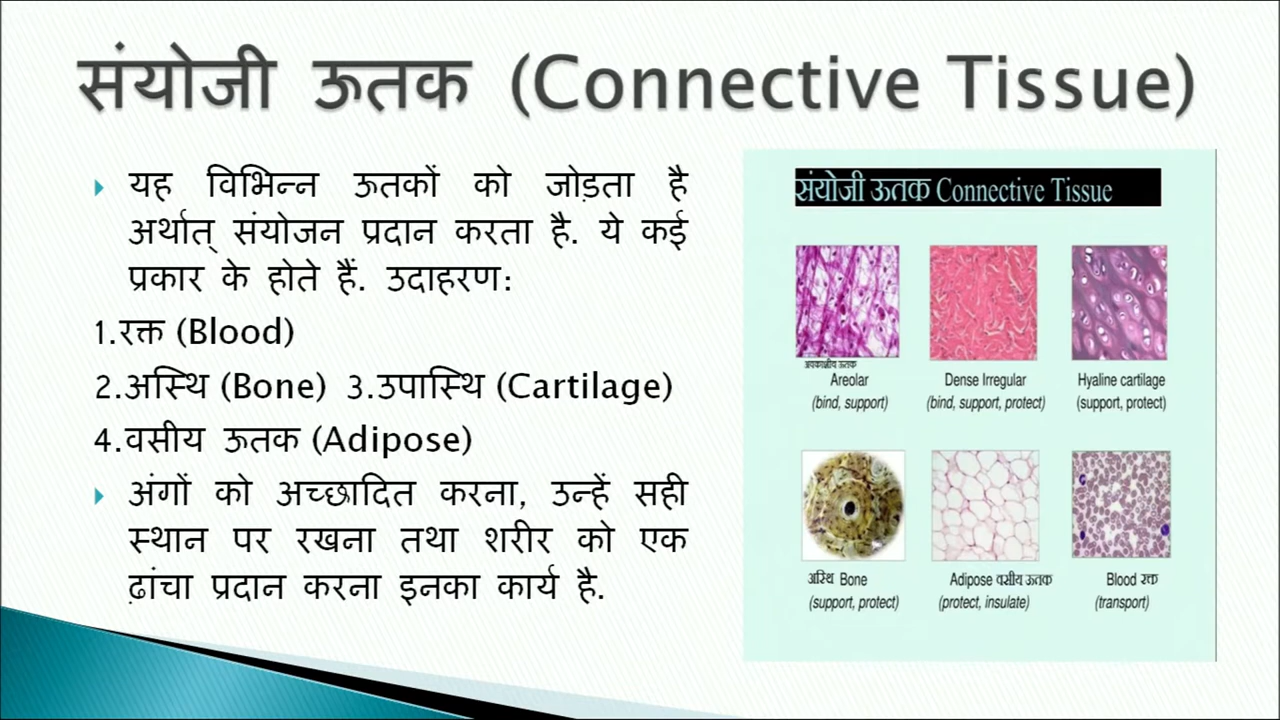 संयोजी ऊतक (Connective Tissue)
यह विभिन्न ऊतकों को जोड़ता है
अर्थात् संयोजन प्रदान करता है. ये कई
प्रकार के होते हैं. उदाहरण:
1.रक्त (Blood)
2.अस्थि (Bone) 3.उपास्थि (Cartilage)
4.वसीय ऊतक (Adipose)
अंगों को अच्छादित करना, उन्हें सही
स्थान पर रखना तथा शरीर को एक
ढ़ांचा प्रदान करना इनका कार्य है.
संयोजी ऊतक Connective Tissue
Areolar
(bind, support)
Dense Irregular
(bind, support, protect)
Hyaline cartilage
(support, protect)
अस्थि Bone
(support, protect)
Adipose वसीय ऊतक
(protect, insulate)
Blood रक्त
(transport)